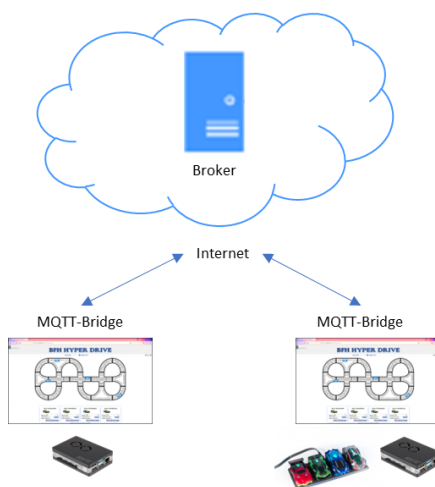 Broker
Internet
MQTT-Bridge
MQTT-Bridge
BFH HYPER DRIVE
BFH HYPER DRIVE